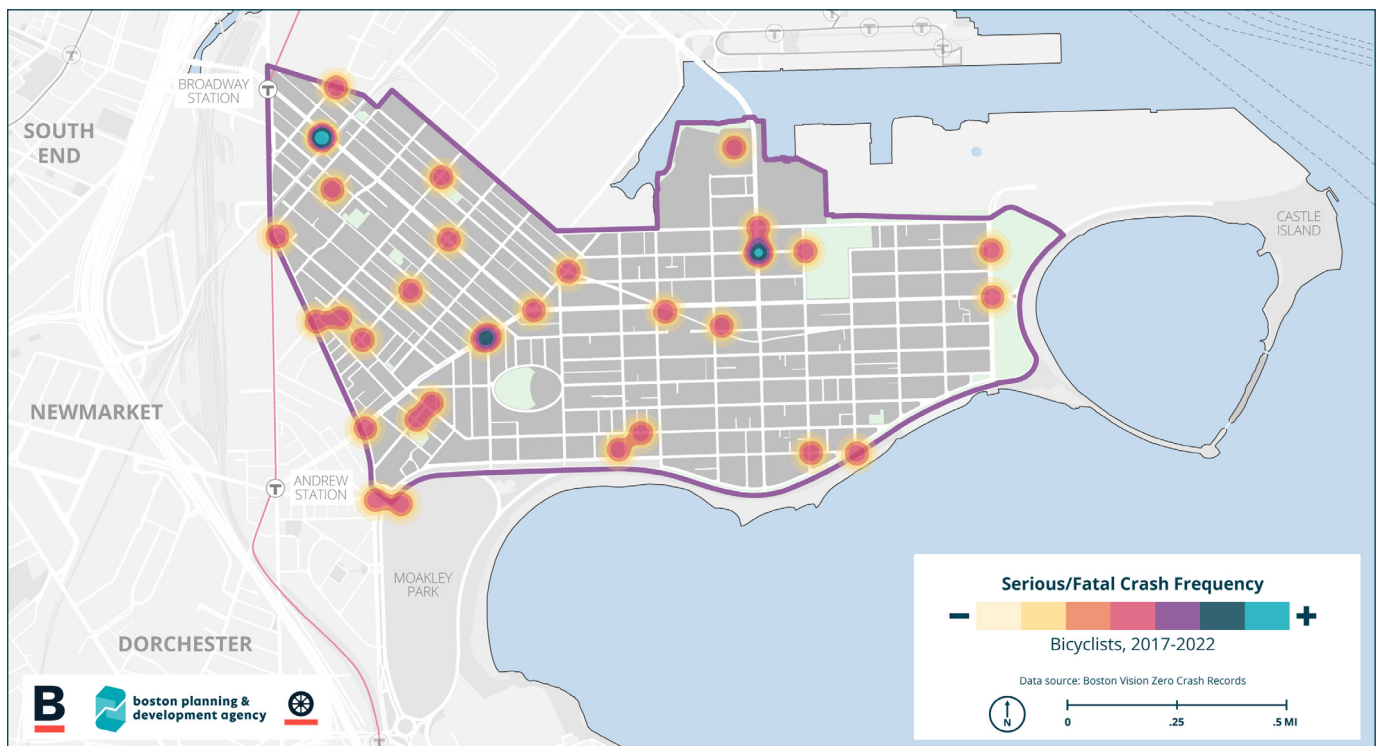 BROADWAY
STATION
T
T
T
T
T
T
SOUTH
END
CASTLE
ISLAND
NEWMARKET
ANDREW
STATION
T
MOAKLEY
PARK
DORCHESTER
T
Serious/Fatal Crash Frequency
− +
Bicyclists, 2017-2022
Data source: Boston Vision Zero Crash Records
N
0 .25 .5 MI
B
boston planning &
development agency